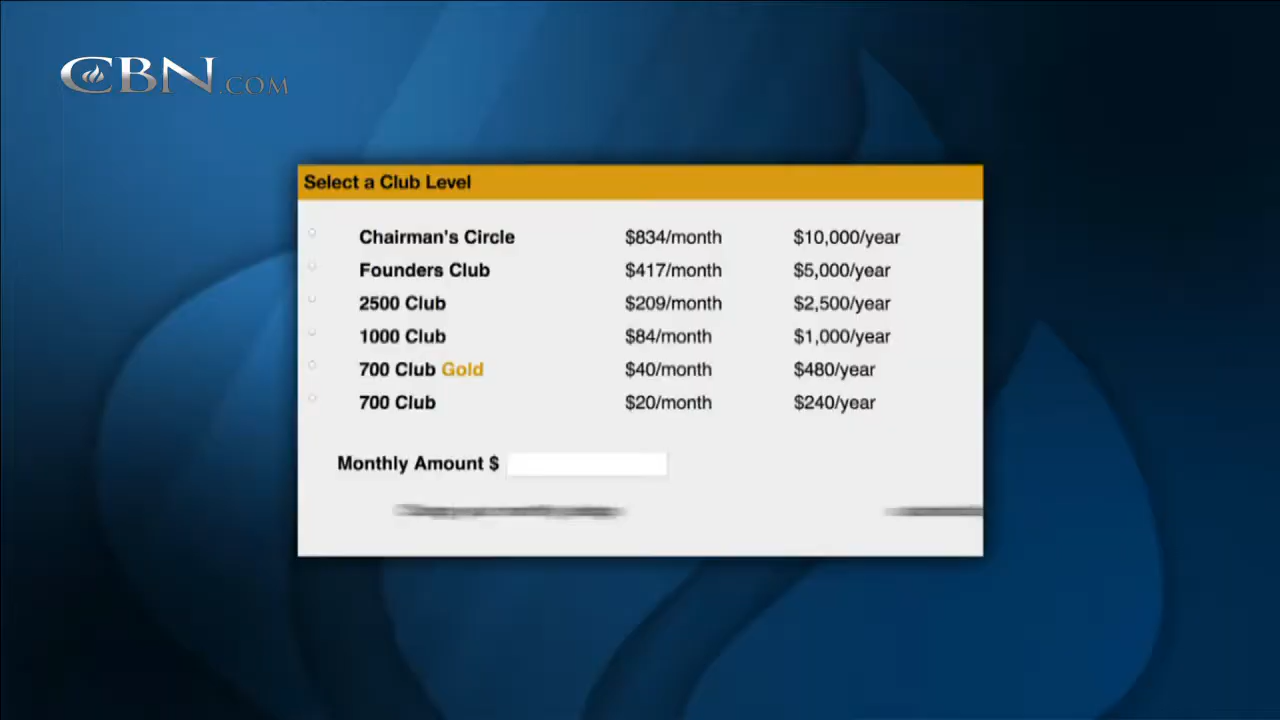 CBN.COM
Select a Club Level
Chairman's Circle $834/month $10,000/year
Founders Club $417/month $5,000/year
2500 Club $209/month $2,500/year
1000 Club $84/month $1,000/year
700 Club Gold $40/month $480/year
700 Club $20/month $240/year
Monthly Amount $